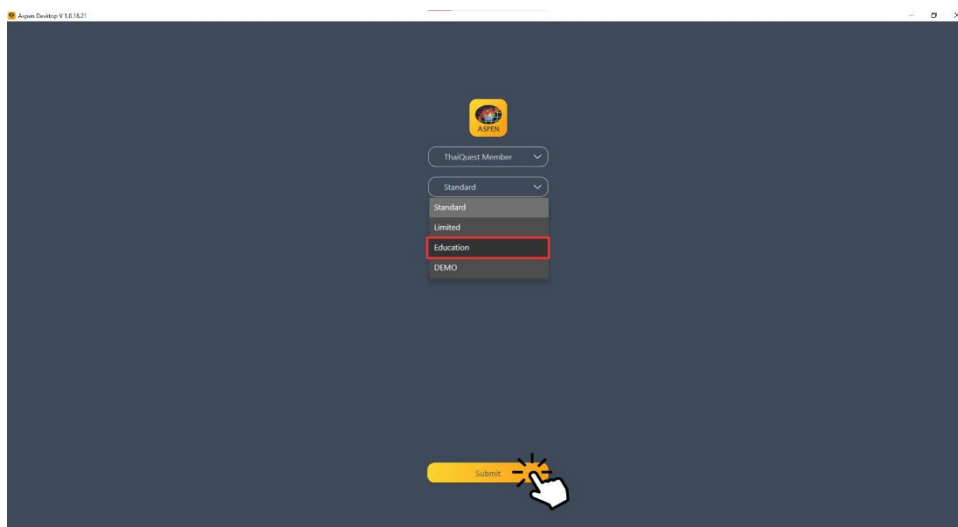 Aspen Desktop V 1.0.18.21
ASPEN
ThaiQuest Member
Standard
Standard
Limited
Education
DEMO
Submit